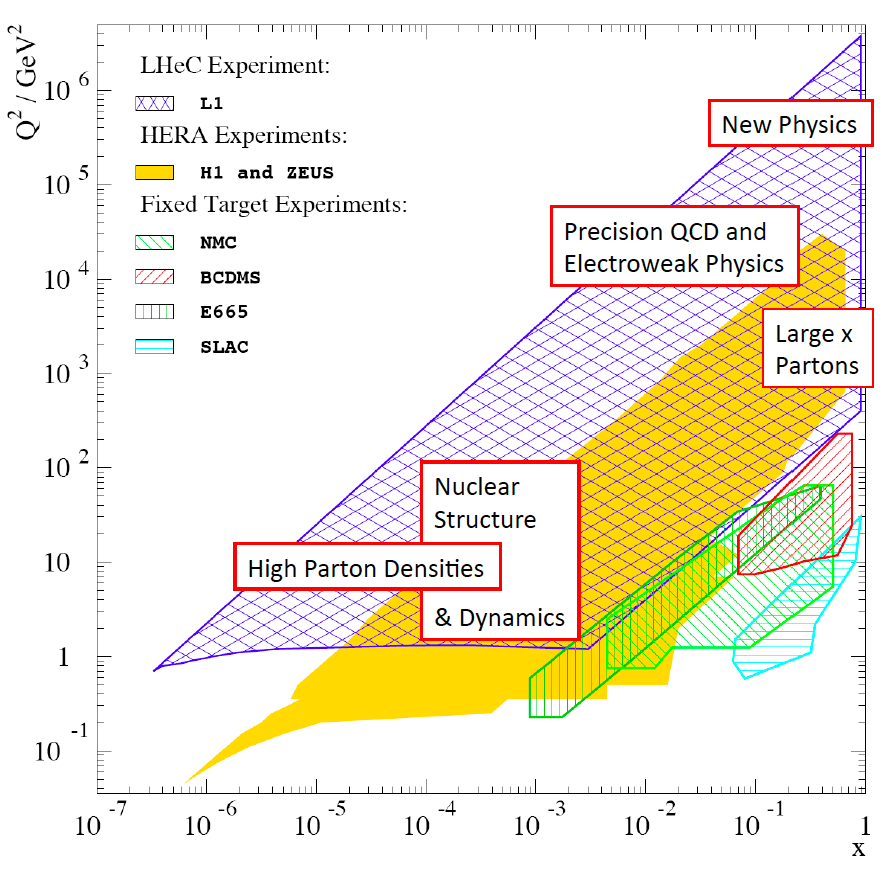 Q² / GeV²
LHeC Experiment:
L1
HERA Experiments:
H1 and ZEUS
Fixed Target Experiments:
NMC
BCDMS
E665
SLAC
New Physics
Precision QCD and
Electroweak Physics
Large x
Partons
Nuclear
Structure
High Parton Densities
& Dynamics
10⁶
10⁵
10⁴
10³
10²
10
1
10⁻¹
10⁻⁷ 10⁻⁶ 10⁻⁵ 10⁻⁴ 10⁻³ 10⁻² 10⁻¹ 1
x